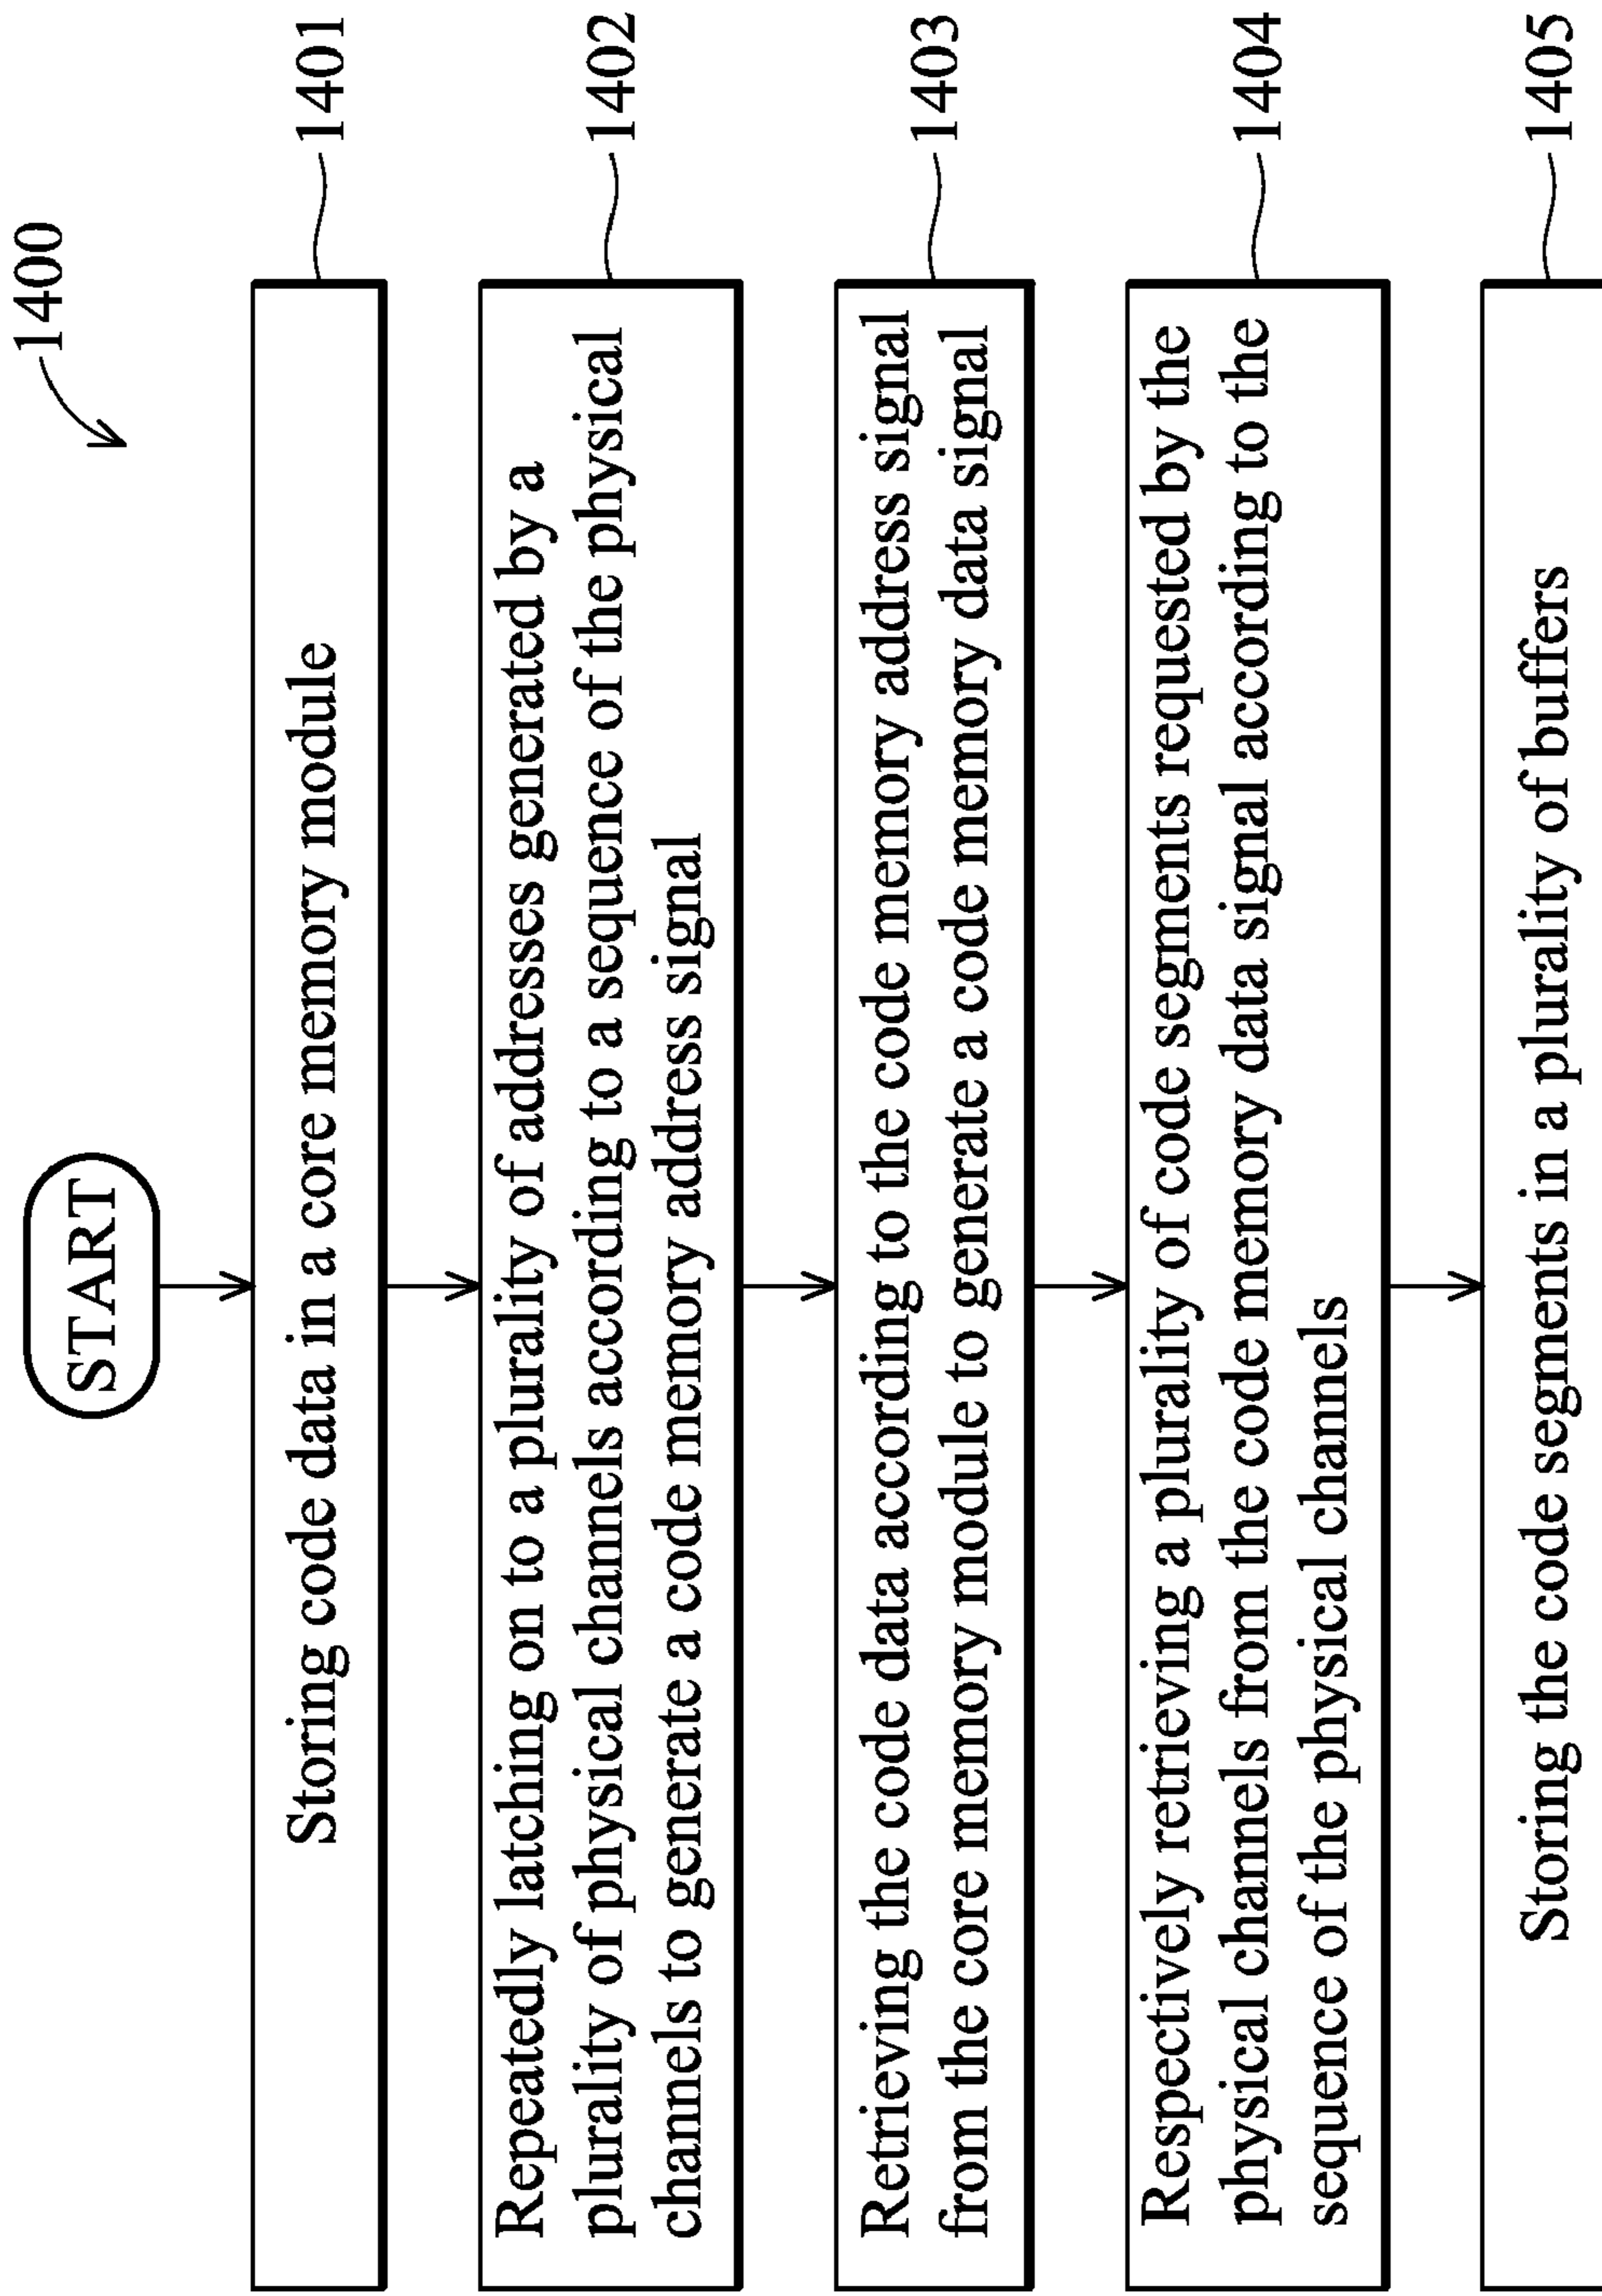 1400
START
Storing code data in a core memory module
1401
Repeatedly latching on to a plurality of addresses generated by a
plurality of physical channels according to a sequence of the physical
channels to generate a code memory address signal
1402
Retrieving the code data according to the code memory address signal
from the core memory module to generate a code memory data signal
1403
Respectively retrieving a plurality of code segments requested by the
physical channels from the code memory data signal according to the
sequence of the physical channels
1404
Storing the code segments in a plurality of buffers
1405